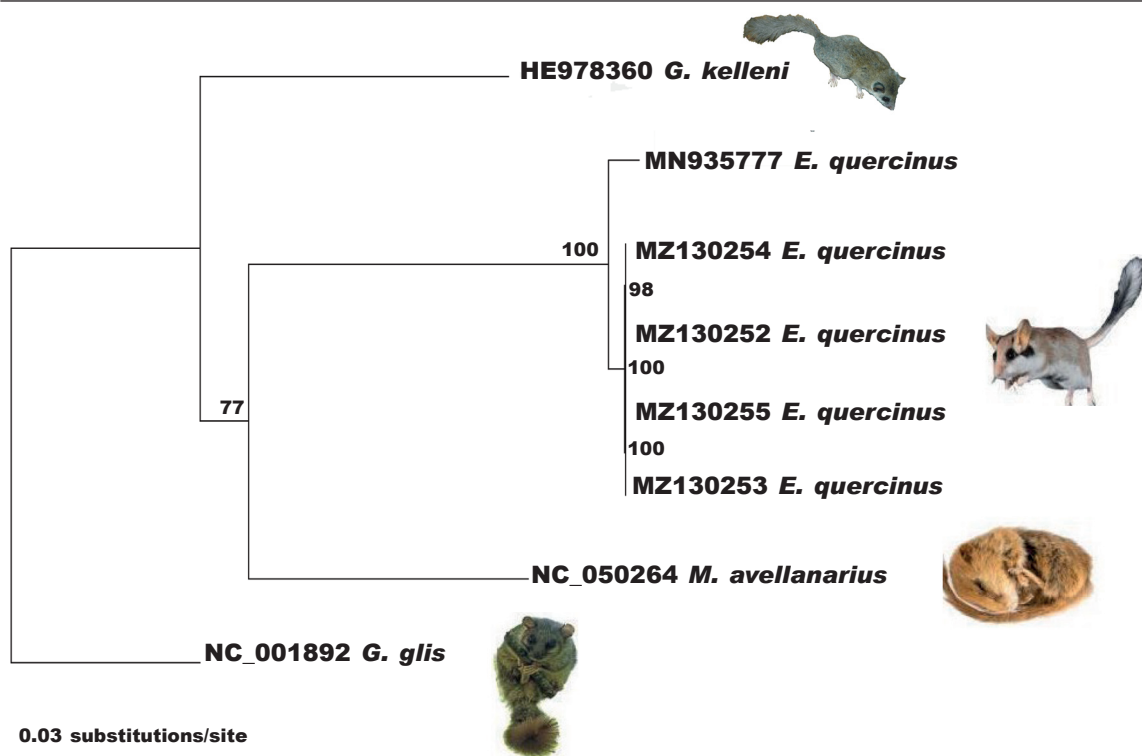 HE978360 G. kelleni
MN935777 E. quercinus
100
MZ130254 E. quercinus
98
MZ130252 E. quercinus
100
77
MZ130255 E. quercinus
100
MZ130253 E. quercinus
NC_050264 M. avellanarius
NC_001892 G. glis
0.03 substitutions/site